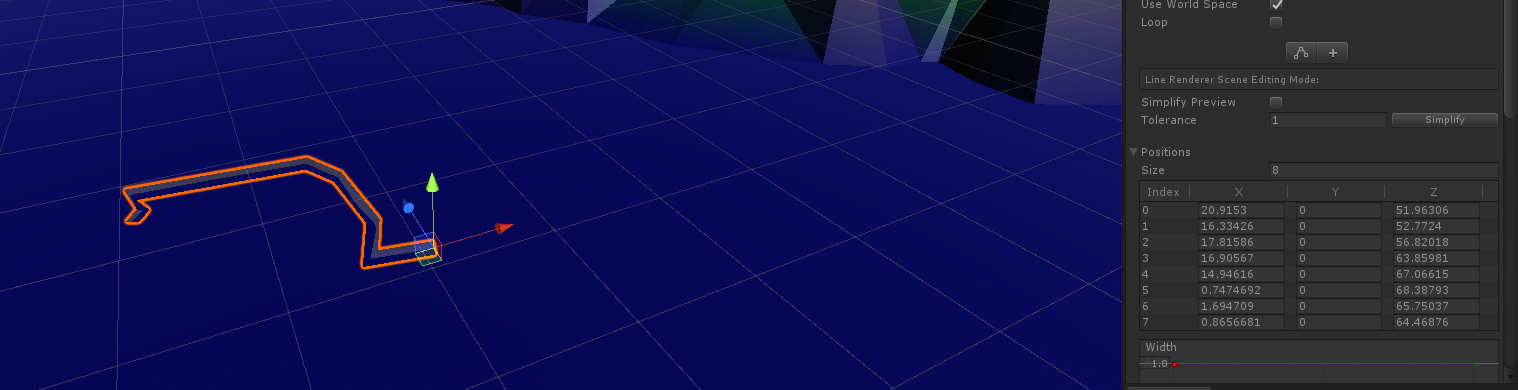 Use World Space
Loop
+
Line Renderer Scene Editing Mode:
Simplify Preview
Tolerance 1 Simplify
Positions
Size 8
Index X Y Z
0 20.9153 0 51.96306
1 16.33426 0 52.7724
2 17.81586 0 56.82018
3 16.90567 0 63.85981
4 14.94616 0 67.06615
5 0.7474692 0 68.38793
6 1.694709 0 65.75037
7 0.8656681 0 64.46876
Width
1.0